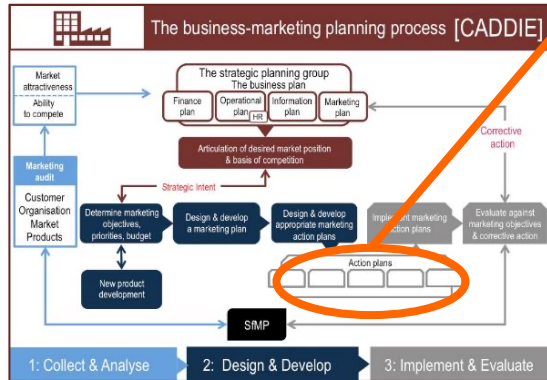 The business-marketing planning process [CADDIE]
Market
attractiveness
Ability
to compete
The strategic planning group
The business plan
Finance
plan
Operational
plan
HR
Information
plan
Marketing
plan
Articulation of desired market position
& basis of competition
Corrective
action
Marketing
audit
Customer
Organisation
Market
Products
Strategic Intent
Determine marketing
objectives,
priorities, budget
Design & develop
a marketing plan
Design & develop
appropriate marketing
action plans
Implement marketing
action plans
Evaluate against
marketing objectives
& corrective action
New product
development
Action plans
SfMP
1: Collect & Analyse
2: Design & Develop
3: Implement & Evaluate